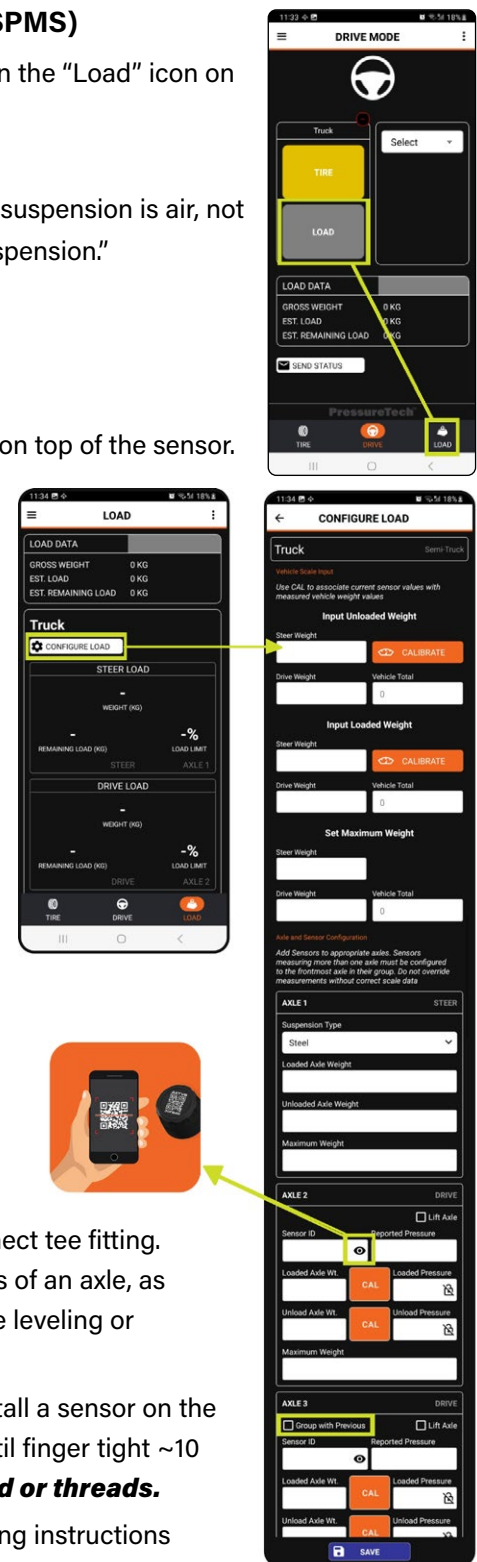 SPMS)
n the “Load” icon on
suspension is air, not
spension.”
on top of the sensor.
11:33 18%
DRIVE MODE
Truck
Select
TIRE
LOAD
LOAD DATA
GROSS WEIGHT 0 KG
EST. LOAD 0 KG
EST. REMAINING LOAD 0 KG
SEND STATUS
PressureTech
TIRE DRIVE LOAD
11:34 18%
LOAD
LOAD DATA
GROSS WEIGHT 0 KG
EST. LOAD 0 KG
EST. REMAINING LOAD 0 KG
Truck
CONFIGURE LOAD
STEER LOAD
-
WEIGHT (KG)
- -%
REMAINING LOAD (KG) LOAD LIMIT
STEER AXLE 1
DRIVE LOAD
-
WEIGHT (KG)
- -%
REMAINING LOAD (KG) LOAD LIMIT
DRIVE AXLE 2
TIRE DRIVE LOAD
11:34 18%
CONFIGURE LOAD
Truck Semi-Truck
Vehicle Scale Input
Use CAL to associate current sensor values with
measured vehicle weight values
Input Unloaded Weight
Steer Weight
CALIBRATE
Drive Weight Vehicle Total
0
Input Loaded Weight
Steer Weight
CALIBRATE
Drive Weight Vehicle Total
0
Set Maximum Weight
Steer Weight
Drive Weight Vehicle Total
0
Axle and Sensor Configuration
Add Sensors to appropriate axles. Sensors
measuring more than one axle must be configured
to the frontmost axle in their group. Do not override
measurements without correct scale data
AXLE 1 STEER
Suspension Type
Steel
Loaded Axle Weight
Unloaded Axle Weight
Maximum Weight
AXLE 2 DRIVE
Lift Axle
Sensor ID Reported Pressure
Loaded Axle Wt. CAL Loaded Pressure
Unload Axle Wt. CAL Unload Pressure
Maximum Weight
AXLE 3 DRIVE
Group with Previous Lift Axle
Sensor ID Reported Pressure
Loaded Axle Wt. CAL Loaded Pressure
Unload Axle Wt. CAL Unload Pressure
SAVE
nect tee fitting.
s of an axle, as
e leveling or
tall a sensor on the
til finger tight ~10
d or threads.
ng instructions